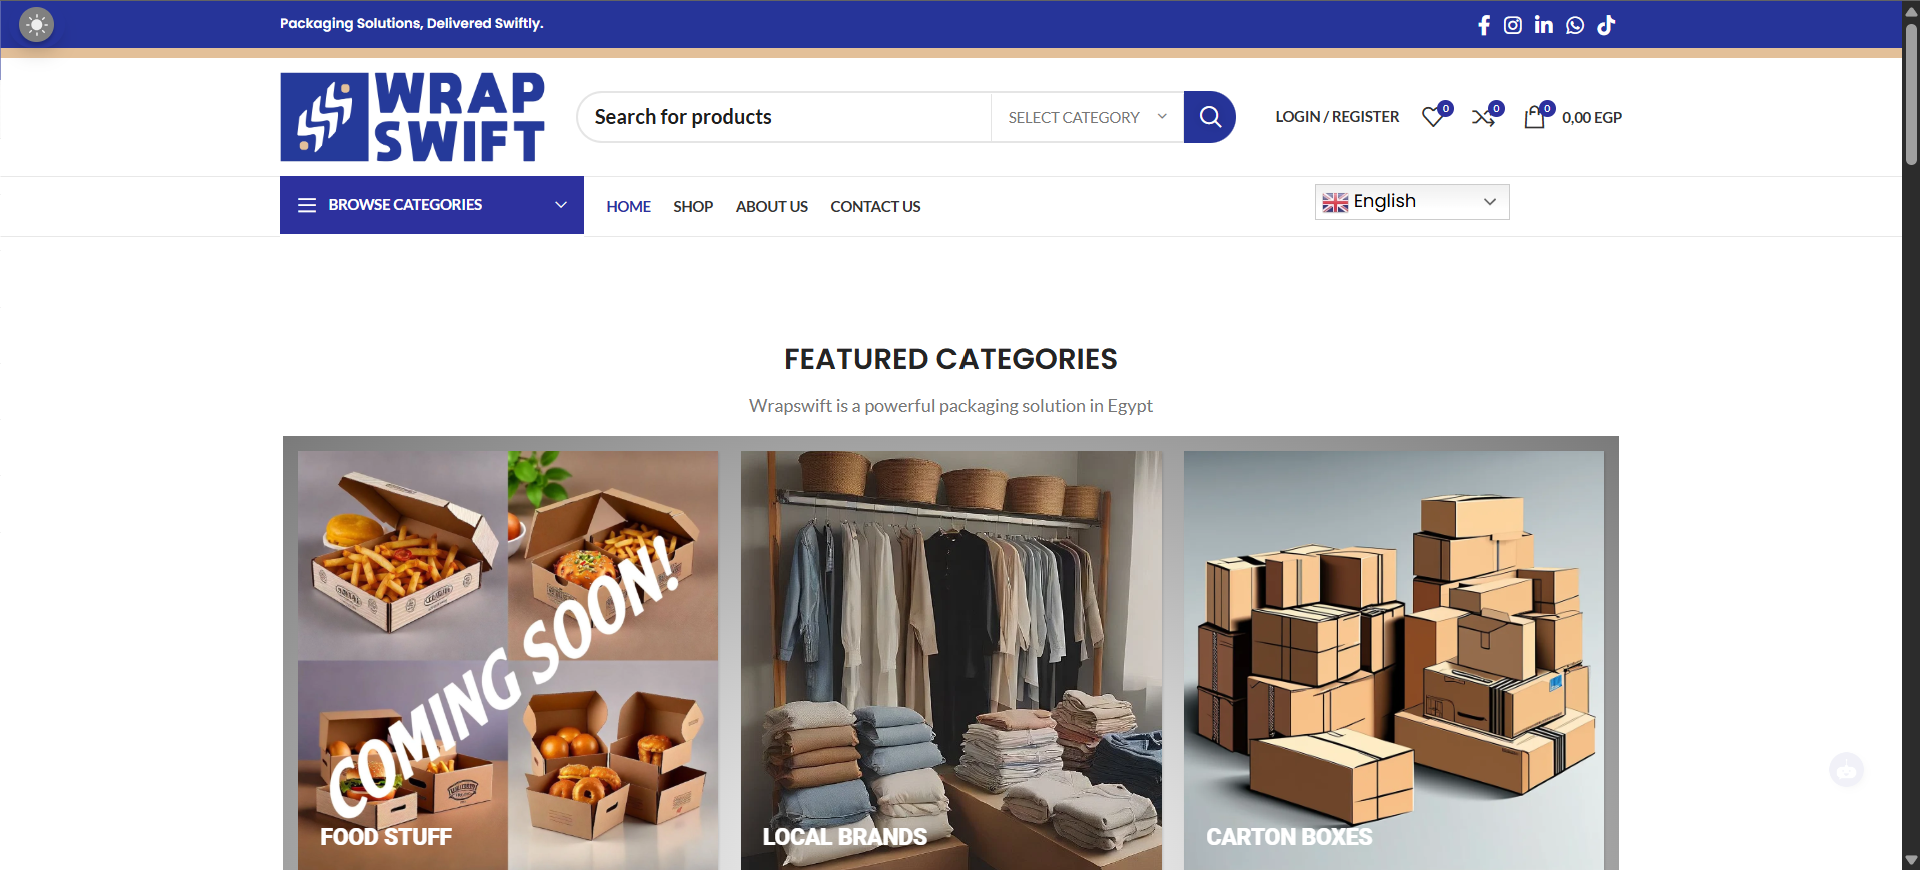 Packaging Solutions, Delivered Swiftly.
WRAP
SWIFT
Search for products
SELECT CATEGORY
LOGIN / REGISTER
0
0
0
0,00 EGP
BROWSE CATEGORIES
HOME
SHOP
ABOUT US
CONTACT US
English
FEATURED CATEGORIES
Wrapswift is a powerful packaging solution in Egypt
COMING SOON!
FOOD STUFF
LOCAL BRANDS
CARTON BOXES